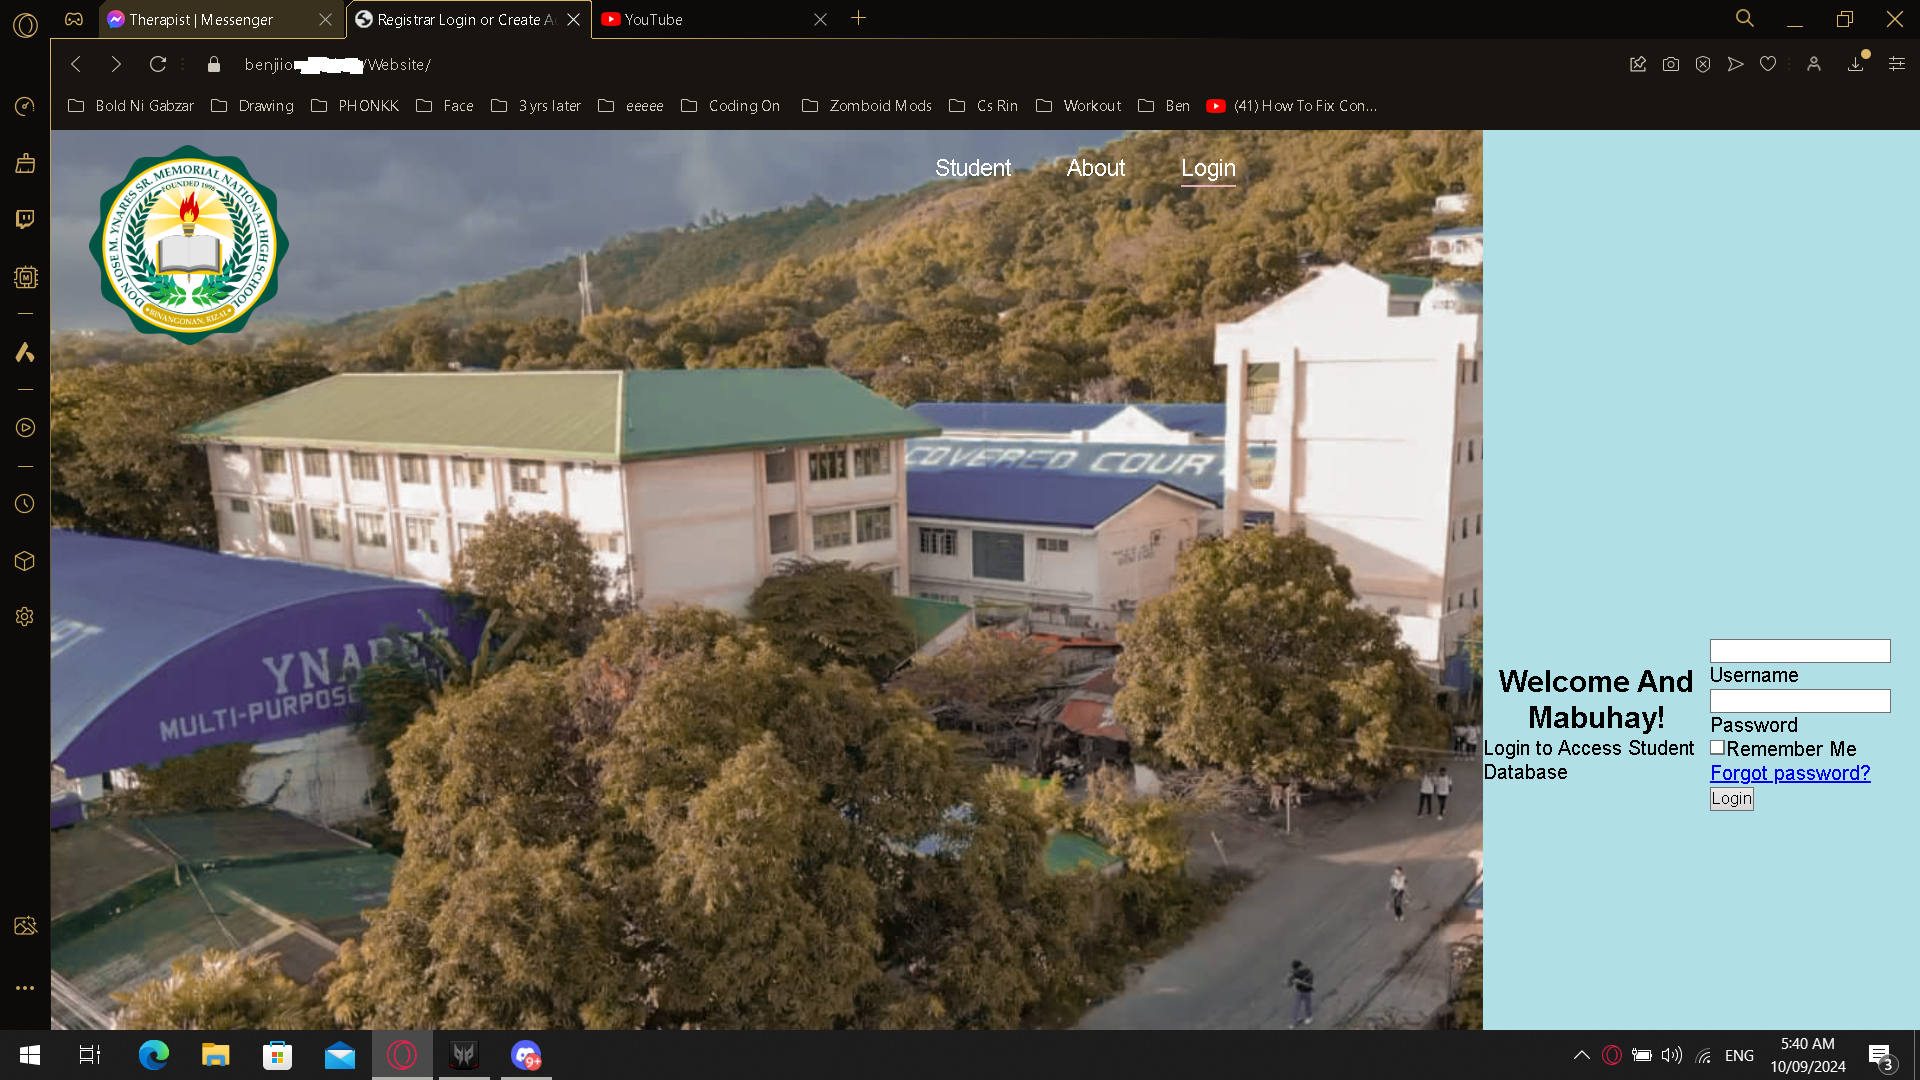 Therapist | Messenger
Registrar Login or Create Ac
YouTube
benjiio
/Website/
Bold Ni Gabzar
Drawing
PHONKK
Face
3 yrs later
eeeee
Coding On
Zomboid Mods
Cs Rin
Workout
Ben
(41) How To Fix Con...
Student
About
Login
DON JOSE M. YNARES SR. MEMORIAL NATIONAL HIGH SCHOOL
FOUNDED 1998
BINANGONAN, RIZAL
COVERED COUR
YNARE
MULTI-PURPOSE
Welcome And
Mabuhay!
Login to Access Student
Database
Username
Password
Remember Me
Forgot password?
Login
9+
ENG
5:40 AM
10/09/2024
3